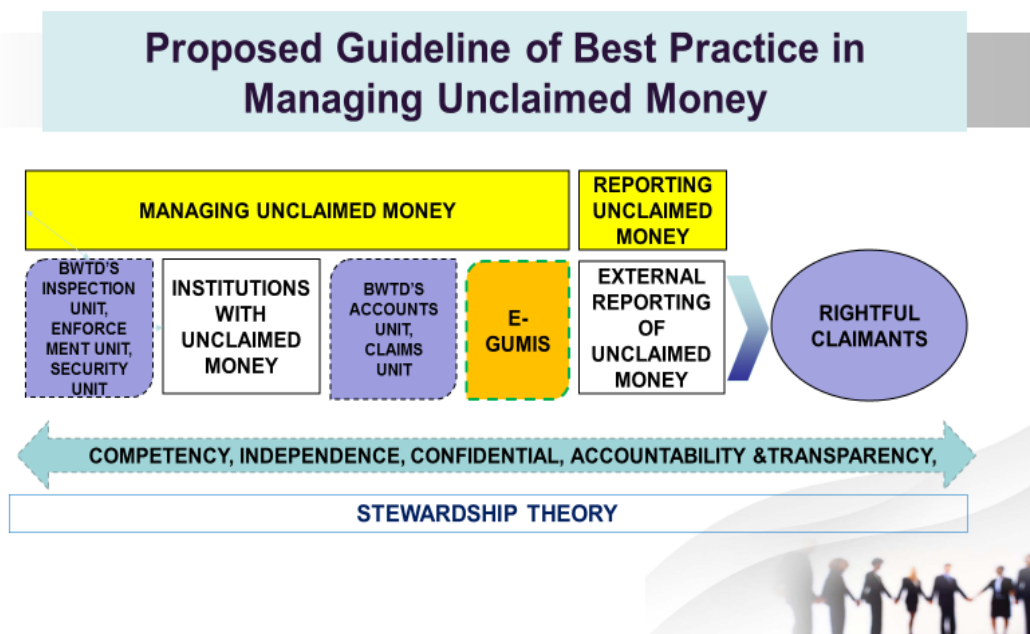 Proposed Guideline of Best Practice in
Managing Unclaimed Money
MANAGING UNCLAIMED MONEY
REPORTING
UNCLAIMED
MONEY
BWTD'S
INSPECTION
UNIT,
ENFORCE
MENT UNIT,
SECURITY
UNIT
INSTITUTIONS
WITH
UNCLAIMED
MONEY
BWTD'S
ACCOUNTS
UNIT,
CLAIMS
UNIT
E-
GUMIS
EXTERNAL
REPORTING
OF
UNCLAIMED
MONEY
RIGHTFUL
CLAIMANTS
COMPETENCY, INDEPENDENCE, CONFIDENTIAL, ACCOUNTABILITY &TRANSPARENCY,
STEWARDSHIP THEORY